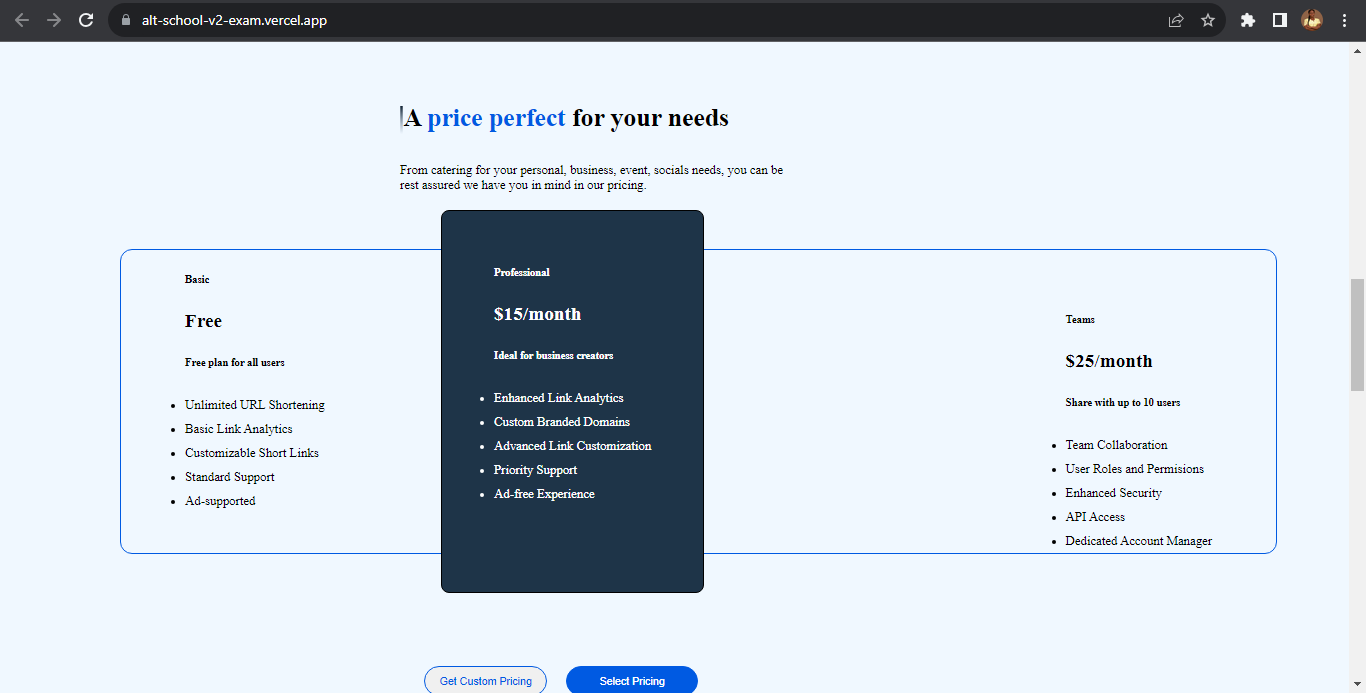 alt-school-v2-exam.vercel.app
A price perfect for your needs
From catering for your personal, business, event, socials needs, you can be
rest assured we have you in mind in our pricing.
Basic
Free
Free plan for all users
Unlimited URL Shortening
Basic Link Analytics
Customizable Short Links
Standard Support
Ad-supported
Professional
$15/month
Ideal for business creators
Enhanced Link Analytics
Custom Branded Domains
Advanced Link Customization
Priority Support
Ad-free Experience
Teams
$25/month
Share with up to 10 users
Team Collaboration
User Roles and Permisions
Enhanced Security
API Access
Dedicated Account Manager
Get Custom Pricing
Select Pricing